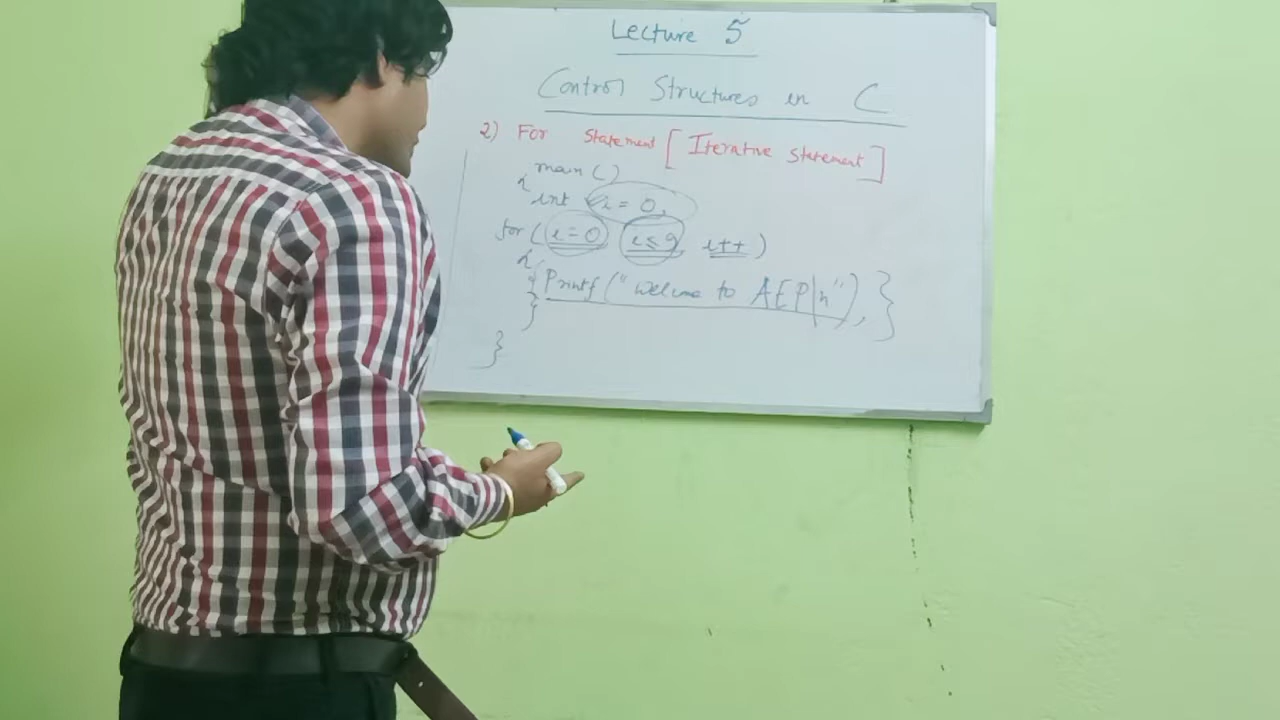 Lecture 5
Control Structures in C
2) For Statement [ Iterative Statement ]
main ()
{ int i = 0,
for ( i = 0 i ≤ 9 i++ )
{
{ Printf (" Welcome to AEP\n" ), }
}
}